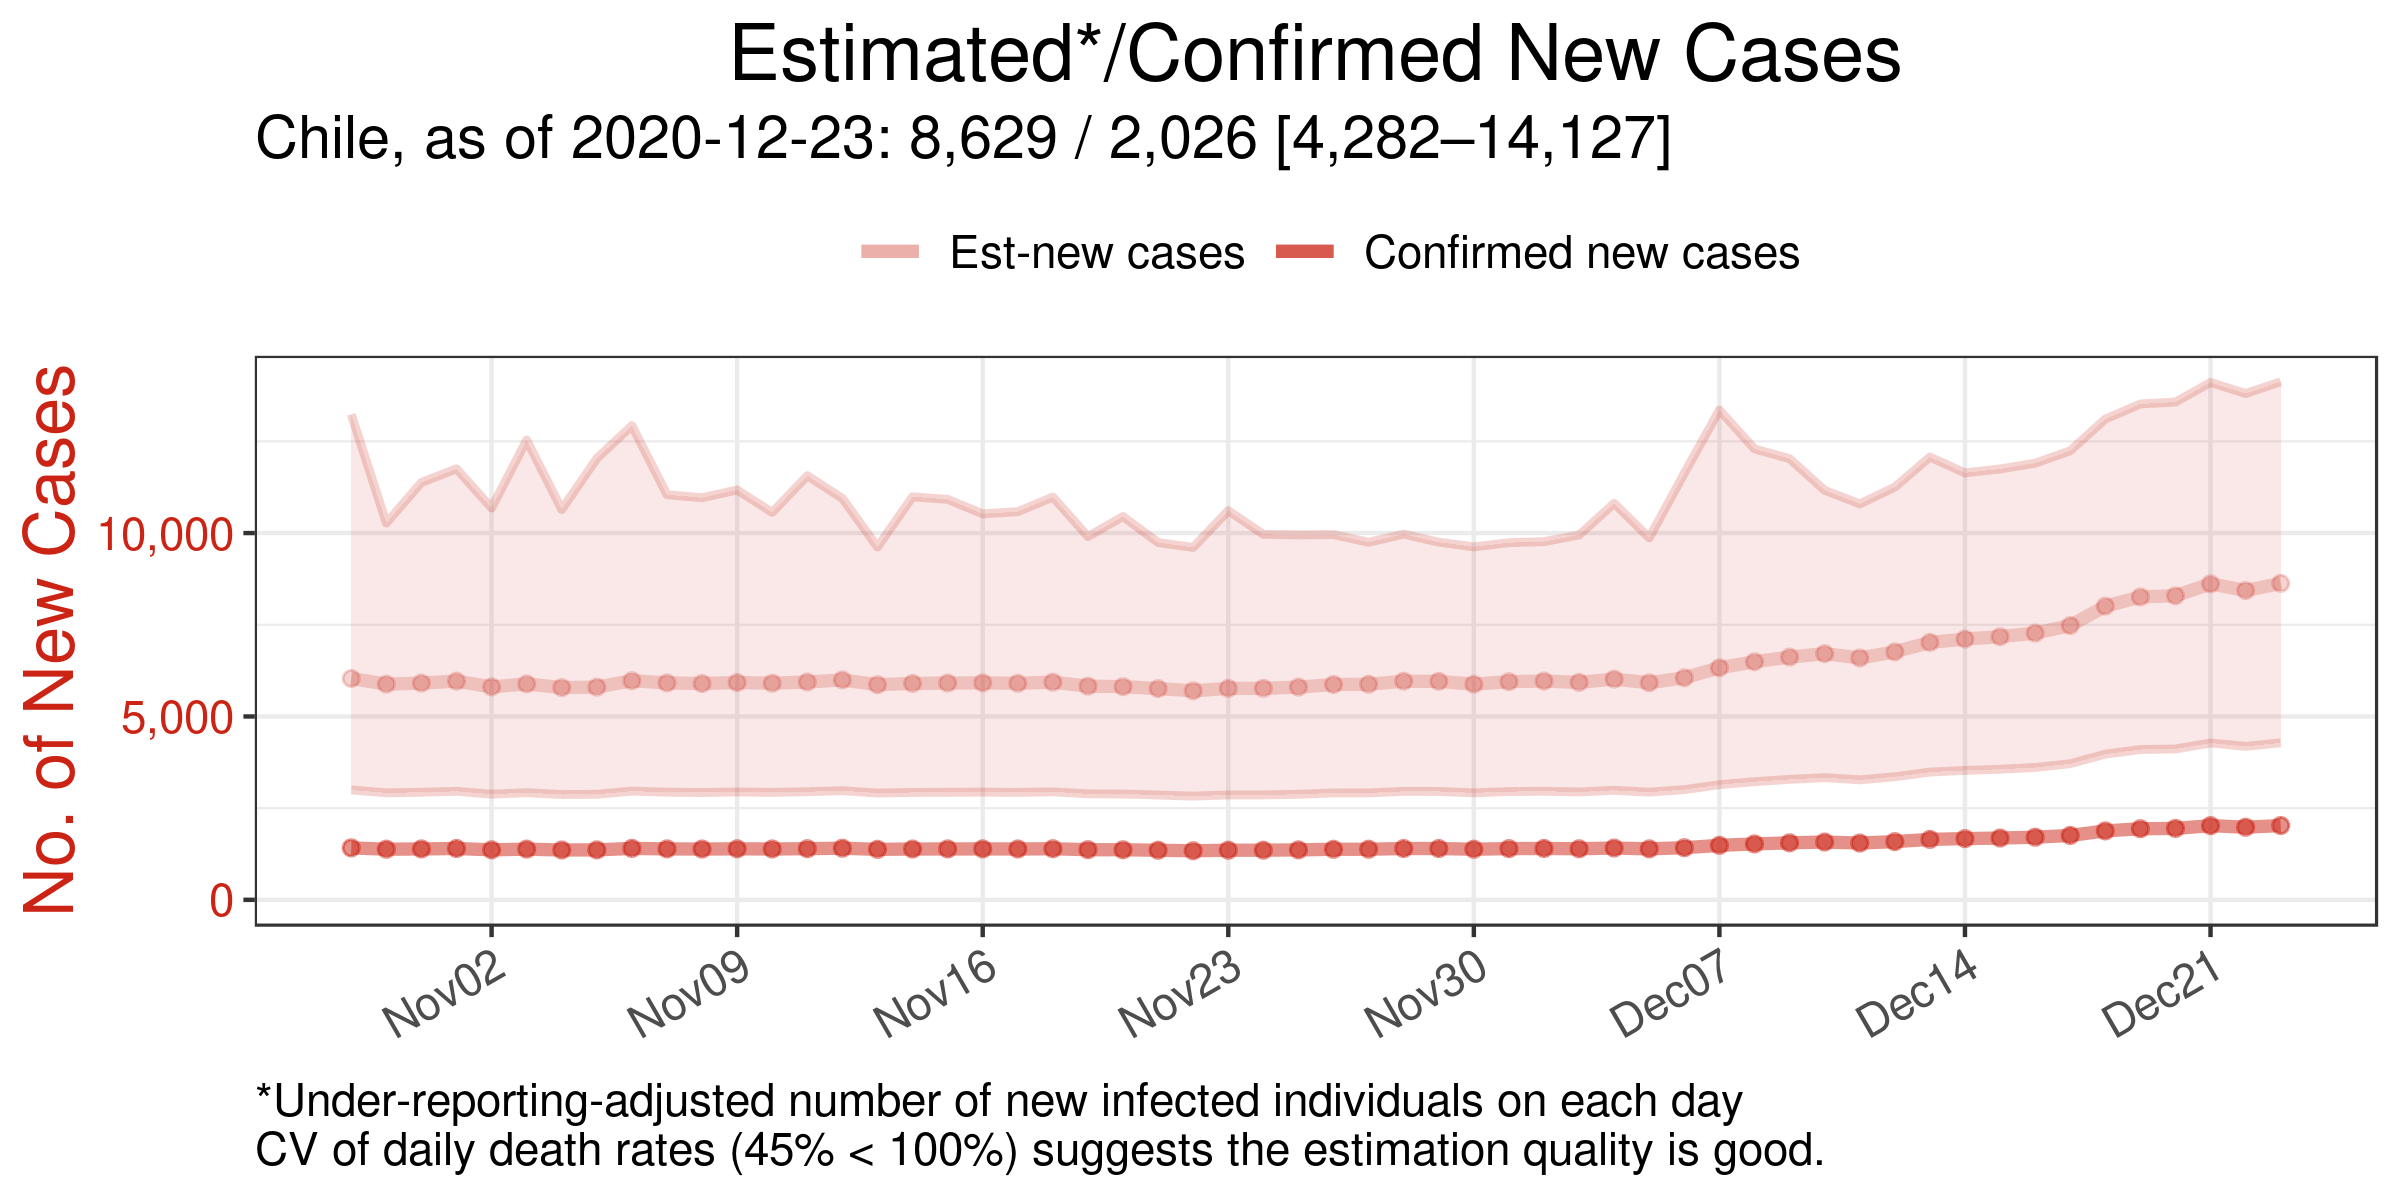 Estimated*/Confirmed New Cases
Chile, as of 2020-12-23: 8,629 / 2,026 [4,282–14,127]
Est-new cases Confirmed new cases
No. of New Cases
10,000
5,000
0
Nov02 Nov09 Nov16 Nov23 Nov30 Dec07 Dec14 Dec21
*Under-reporting-adjusted number of new infected individuals on each day
CV of daily death rates (45% < 100%) suggests the estimation quality is good.